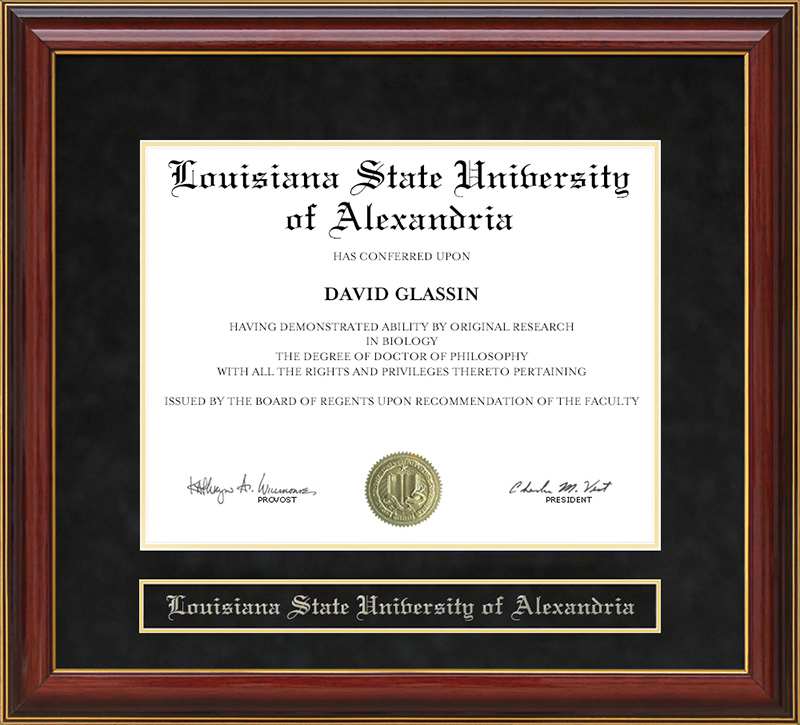 Louisiana State University
of Alexandria
HAS CONFERRED UPON
DAVID GLASSIN
HAVING DEMONSTRATED ABILITY BY ORIGINAL RESEARCH
IN BIOLOGY
THE DEGREE OF DOCTOR OF PHILOSOPHY
WITH ALL THE RIGHTS AND PRIVILEGES THERETO PERTAINING
ISSUED BY THE BOARD OF REGENTS UPON RECOMMENDATION OF THE FACULTY
PROVOST
Charles M. Vest
PRESIDENT
Louisiana State University of Alexandria